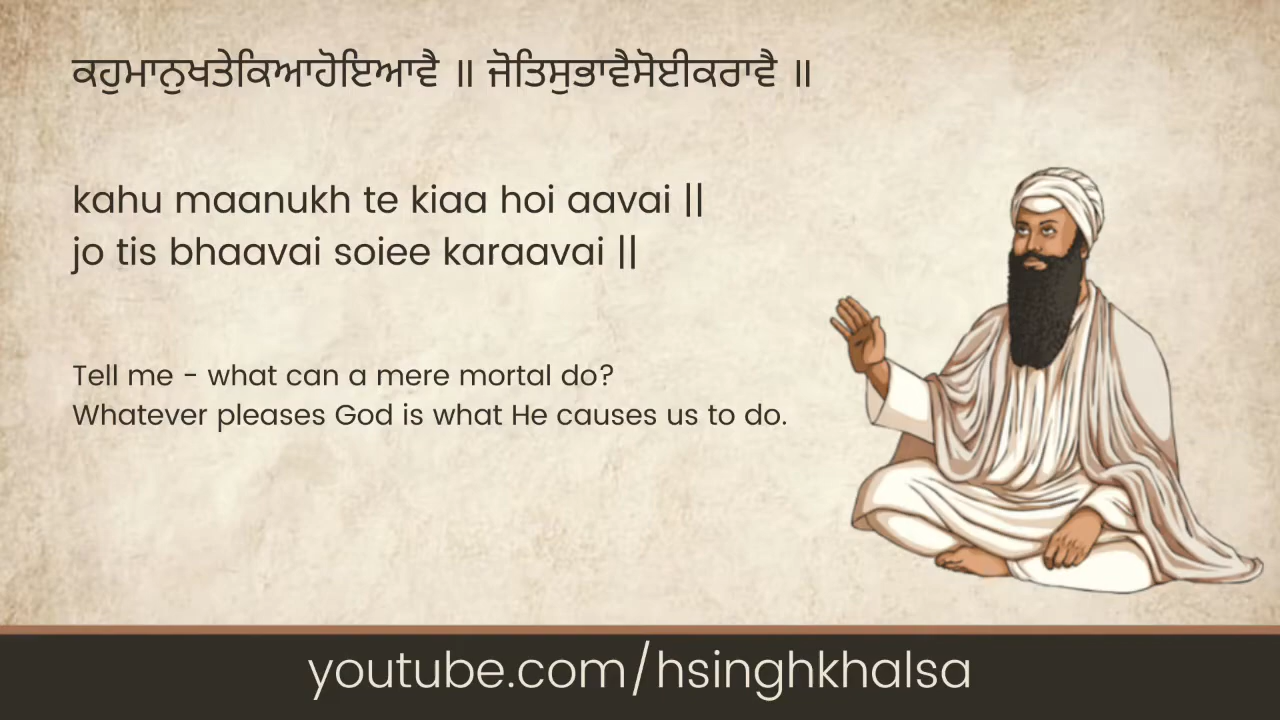 ਕਹੁਮਾਨੁਖਤੇਕਿਆਹੋਇਆਵੈ ॥ ਜੋਤਿਸੁਭਾਵੈਸੋਈਕਰਾਵੈ ॥
kahu maanukh te kiaa hoi aavai ||
jo tis bhaavai soiee karaavai ||
Tell me - what can a mere mortal do?
Whatever pleases God is what He causes us to do.
youtube.com/hsinghkhalsa